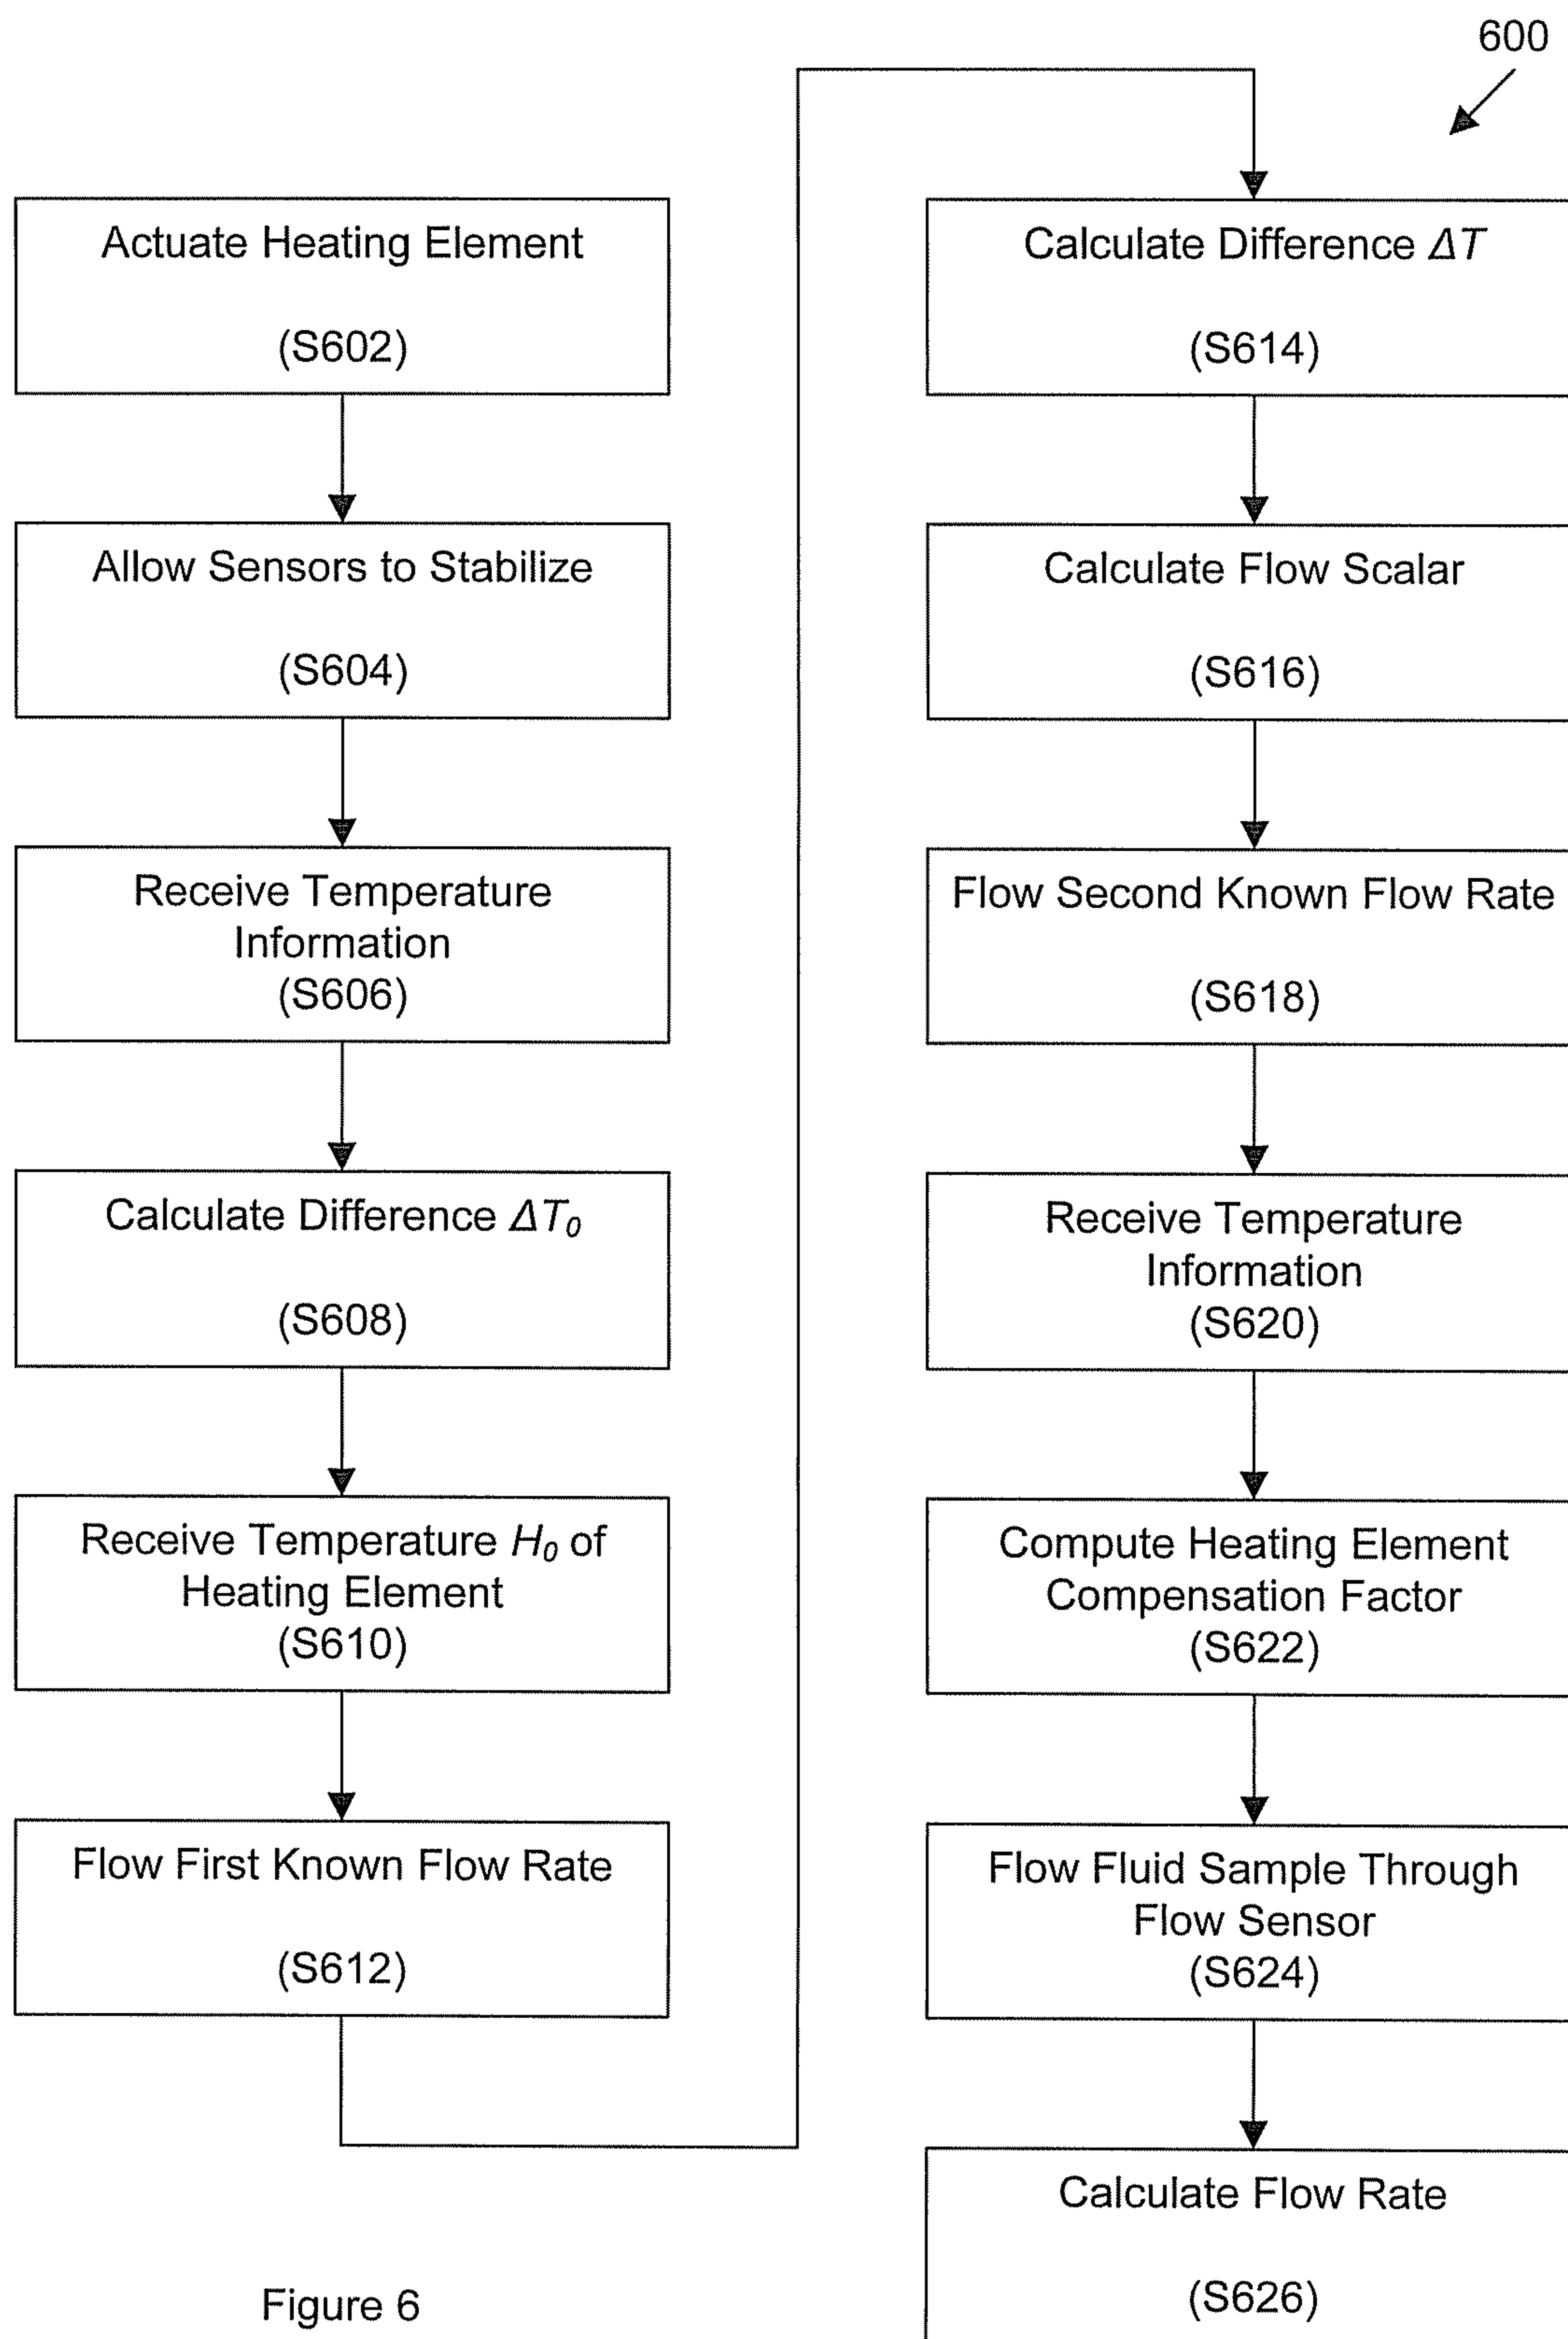 600
Actuate Heating Element
(S602)
Allow Sensors to Stabilize
(S604)
Receive Temperature
Information
(S606)
Calculate Difference ΔT₀
(S608)
Receive Temperature H₀ of
Heating Element
(S610)
Flow First Known Flow Rate
(S612)
Calculate Difference ΔT
(S614)
Calculate Flow Scalar
(S616)
Flow Second Known Flow Rate
(S618)
Receive Temperature
Information
(S620)
Compute Heating Element
Compensation Factor
(S622)
Flow Fluid Sample Through
Flow Sensor
(S624)
Calculate Flow Rate
(S626)
Figure 6